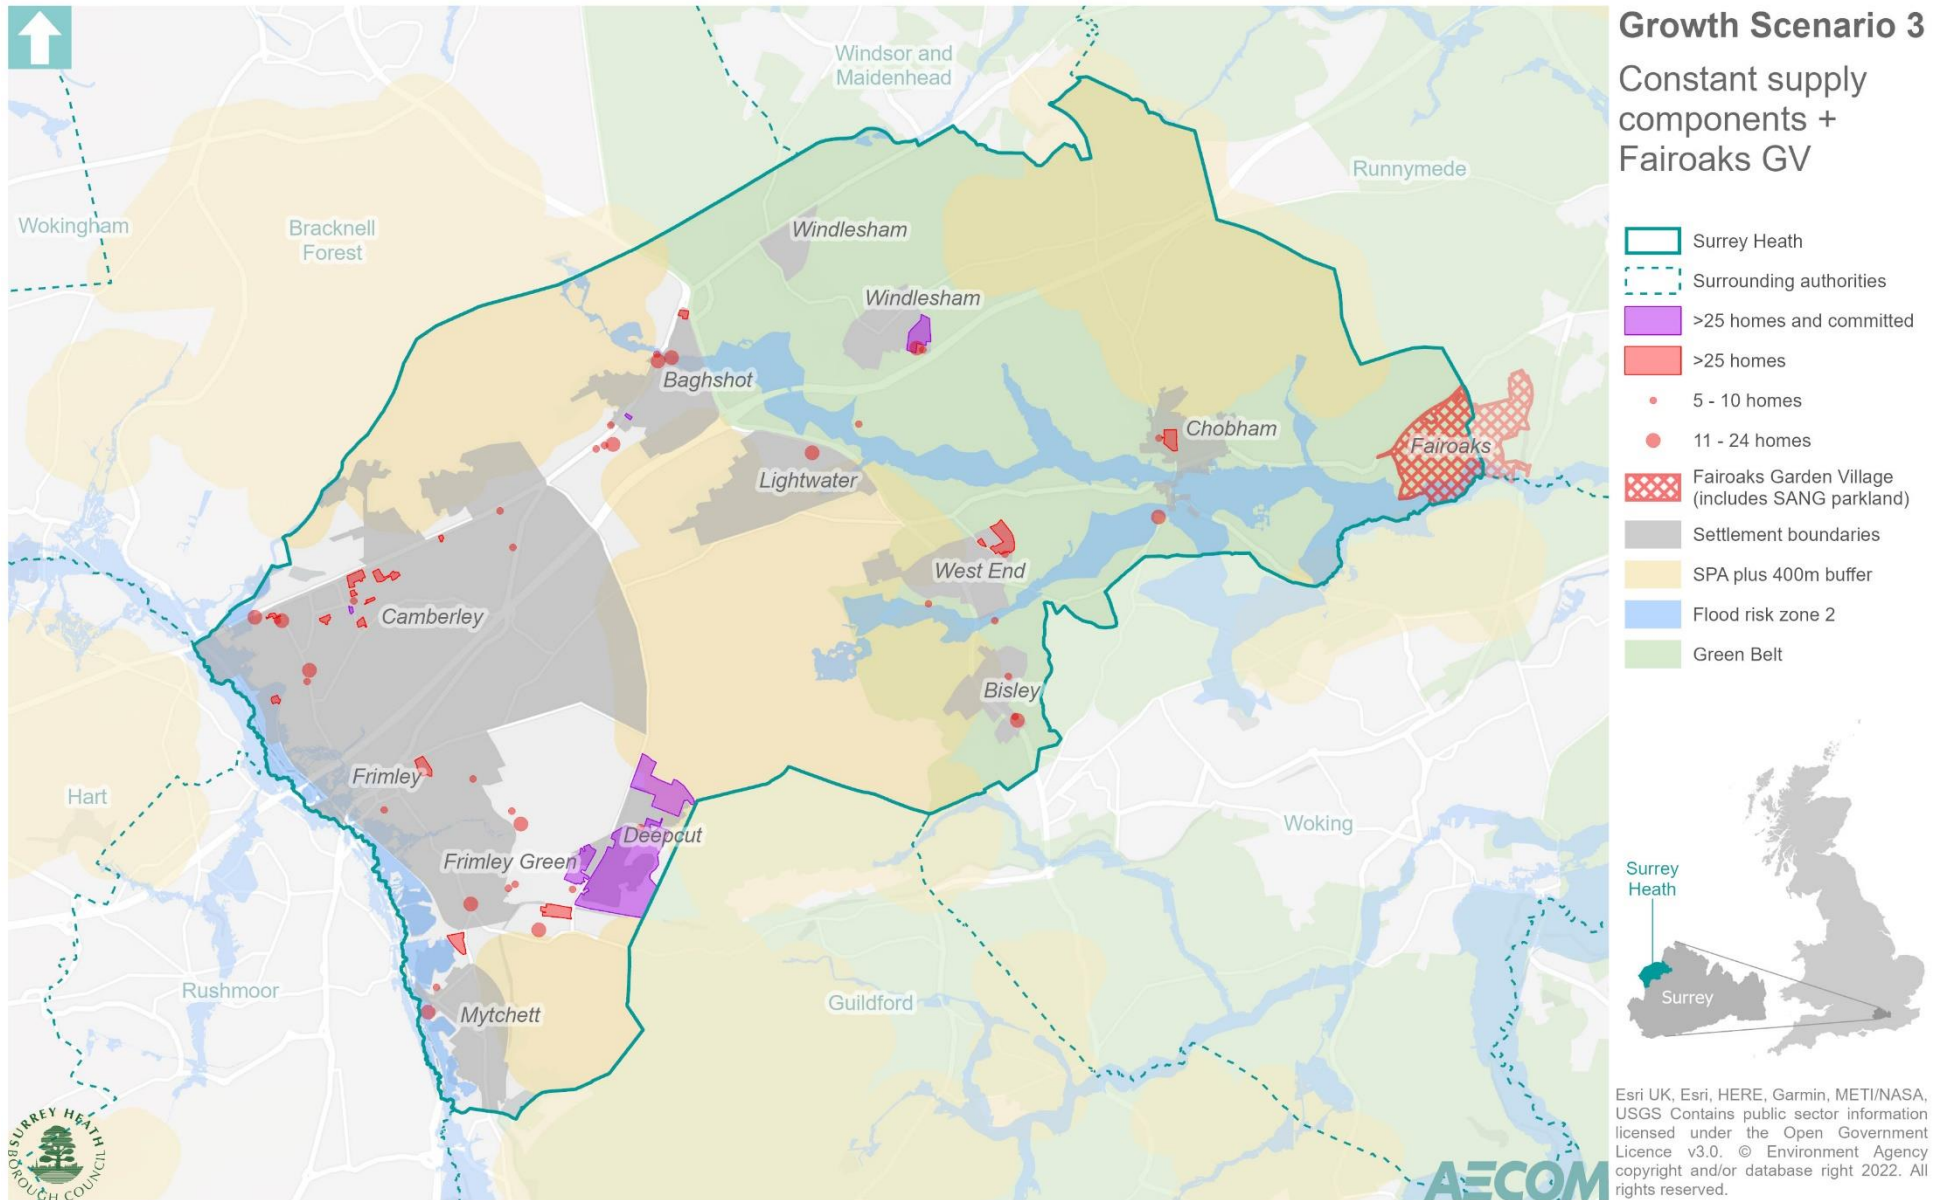 Growth Scenario 3
Constant supply
components +
Fairoaks GV
Surrey Heath
Surrounding authorities
>25 homes and committed
>25 homes
5 - 10 homes
11 - 24 homes
Fairoaks Garden Village
(includes SANG parkland)
Settlement boundaries
SPA plus 400m buffer
Flood risk zone 2
Green Belt
Windsor and
Maidenhead
Runnymede
Wokingham
Bracknell
Forest
Windlesham
Windlesham
Baghshot
Chobham
Fairoaks
Lightwater
West End
Camberley
Bisley
Frimley
Hart
Deepcut
Woking
Frimley Green
Rushmoor
Guildford
Mytchett
Surrey
Heath
Surrey
SURREY HEATH
BOROUGH COUNCIL
AECOM
Esri UK, Esri, HERE, Garmin, METI/NASA,
USGS Contains public sector information
licensed under the Open Government
Licence v3.0. © Environment Agency
copyright and/or database right 2022. All
rights reserved.